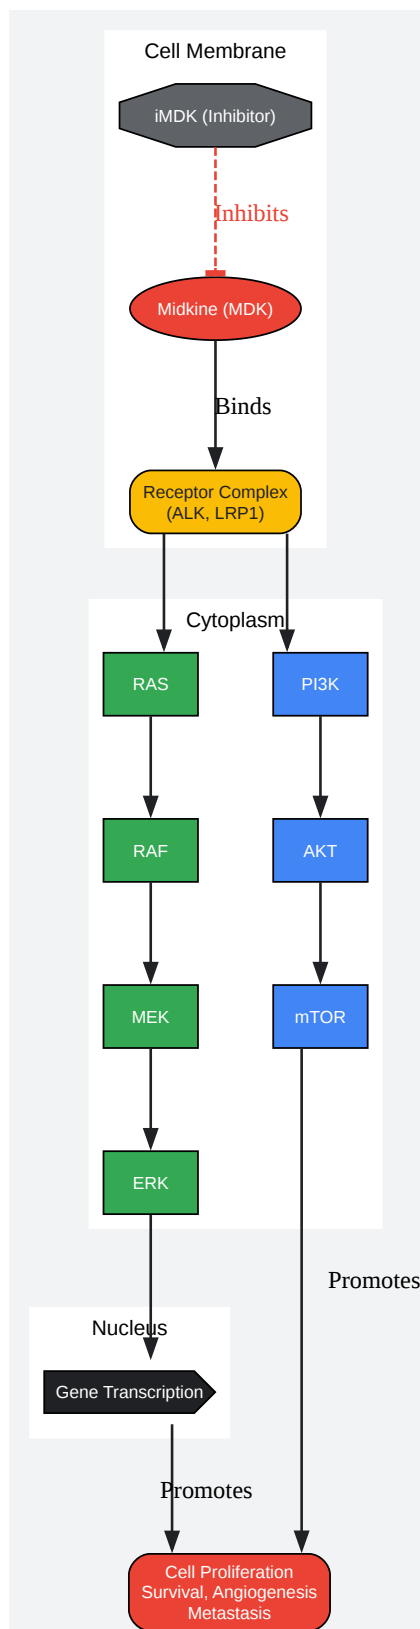 Cell Membrane
iMDK (Inhibitor)
Inhibits
Midkine (MDK)
Binds
Receptor Complex
(ALK, LRP1)
Cytoplasm
RAS
PI3K
RAF
AKT
MEK
mTOR
ERK
Promotes
Nucleus
Gene Transcription
Promotes
Cell Proliferation
Survival, Angiogenesis
Metastasis